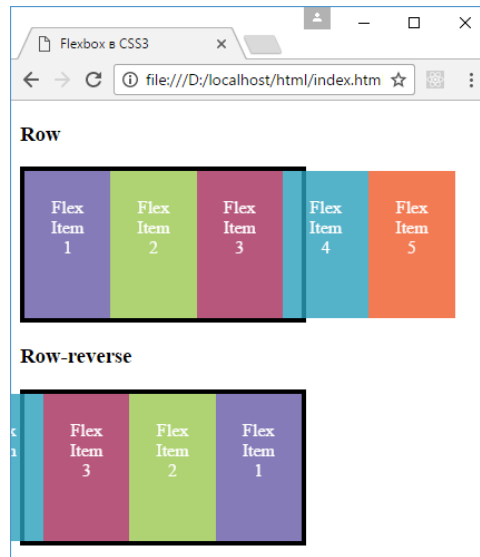 Flexbox в CSS3
file:///D:/localhost/html/index.htm
Row
Flex Item 1
Flex Item 2
Flex Item 3
Flex Item 4
Flex Item 5
Row-reverse
Flex Item 3
Flex Item 2
Flex Item 1